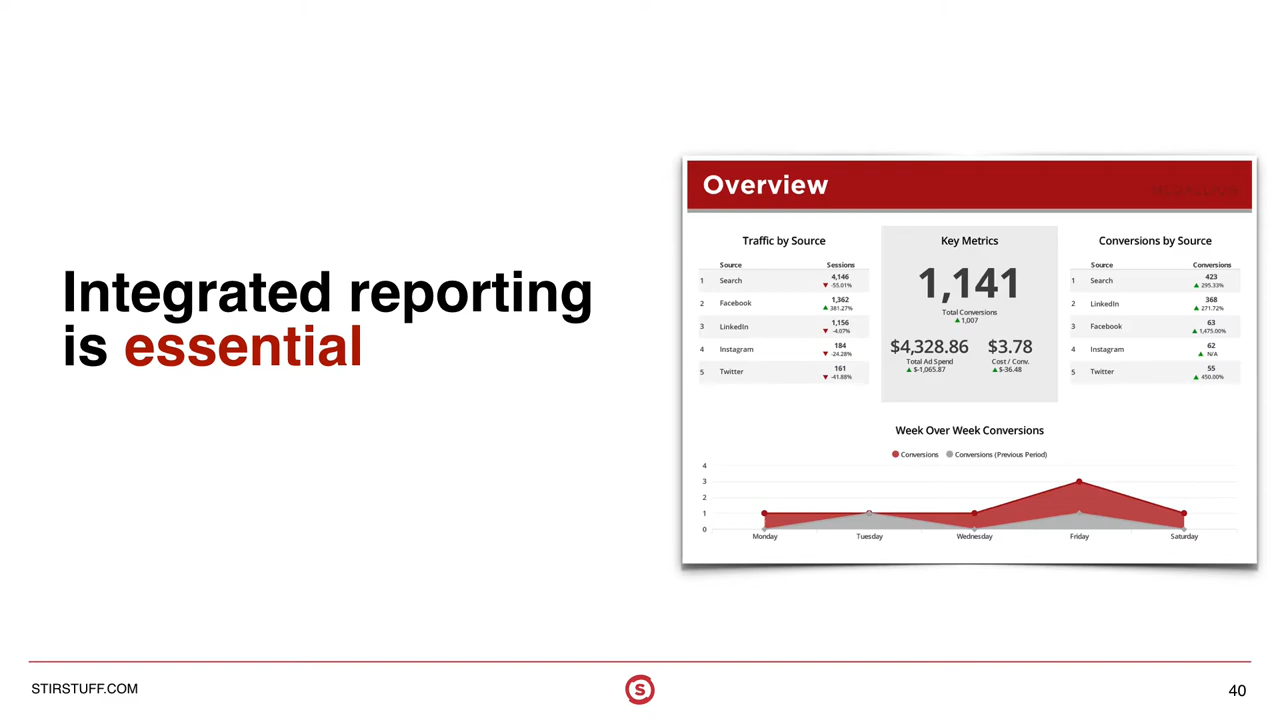 Integrated reporting
is essential
Overview
Traffic by Source
Source Sessions
1 Search 4,146
▼ -55.01%
2 Facebook 1,362
▲ 381.27%
3 LinkedIn 1,156
▼ -4.07%
4 Instagram 184
▼ -24.28%
5 Twitter 161
▼ -41.88%
Key Metrics
1,141
Total Conversions
▲ 1,007
$4,328.86 $3.78
Total Ad Spend Cost / Conv.
▲ $-1,065.87 ▲ $-36.48
Conversions by Source
Source Conversions
1 Search 423
▲ 295.33%
2 LinkedIn 368
▲ 271.72%
3 Facebook 63
▲ 1,475.00%
4 Instagram 62
▲ N/A
5 Twitter 55
▲ 450.00%
Week Over Week Conversions
Conversions Conversions (Previous Period)
4
3
2
1
0
Monday Tuesday Wednesday Friday Saturday
STIRSTUFF.COM S 40